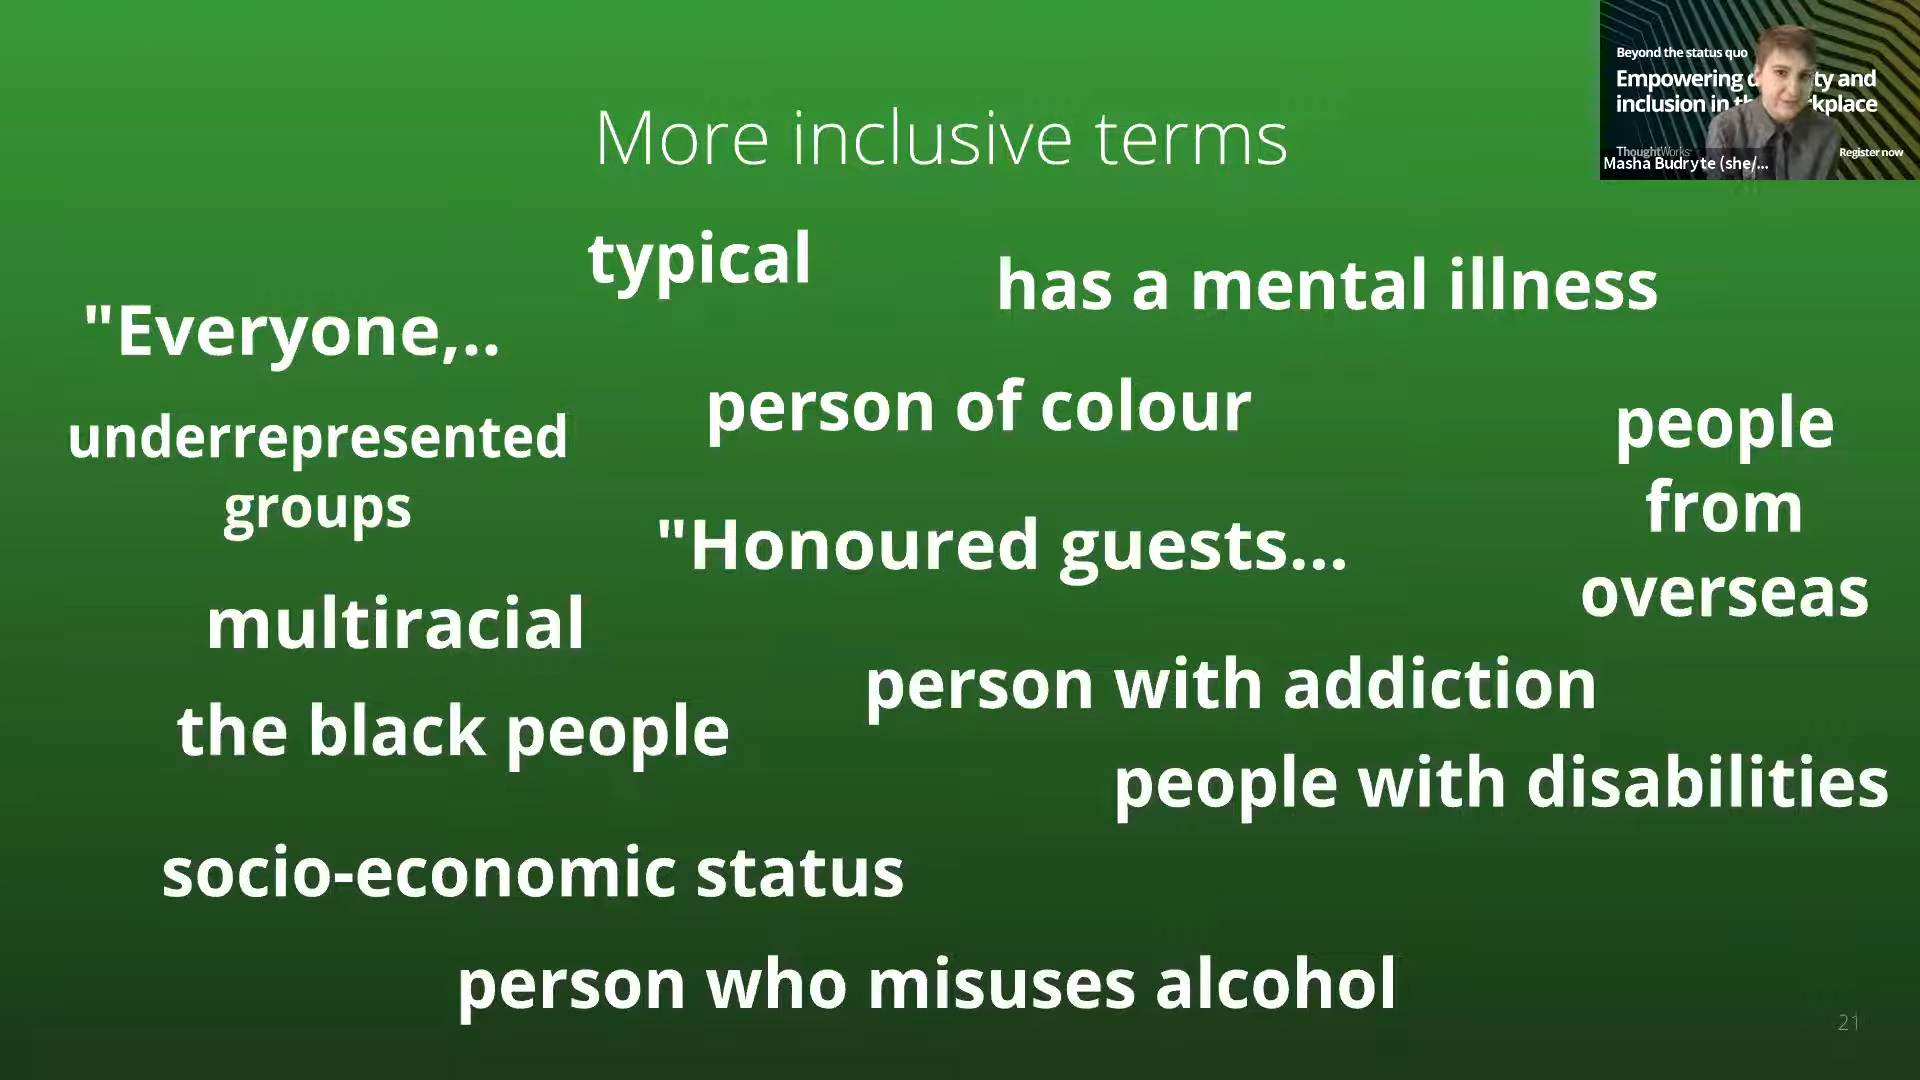 More inclusive terms
typical
has a mental illness
"Everyone,..
person of colour
underrepresented
groups
people
from
overseas
"Honoured guests...
multiracial
person with addiction
the black people
people with disabilities
socio-economic status
person who misuses alcohol
21
Beyond the status quo
Empowering d ty and
inclusion in th rkplace
ThoughtWorks
Register now
Masha Budryte (she/...